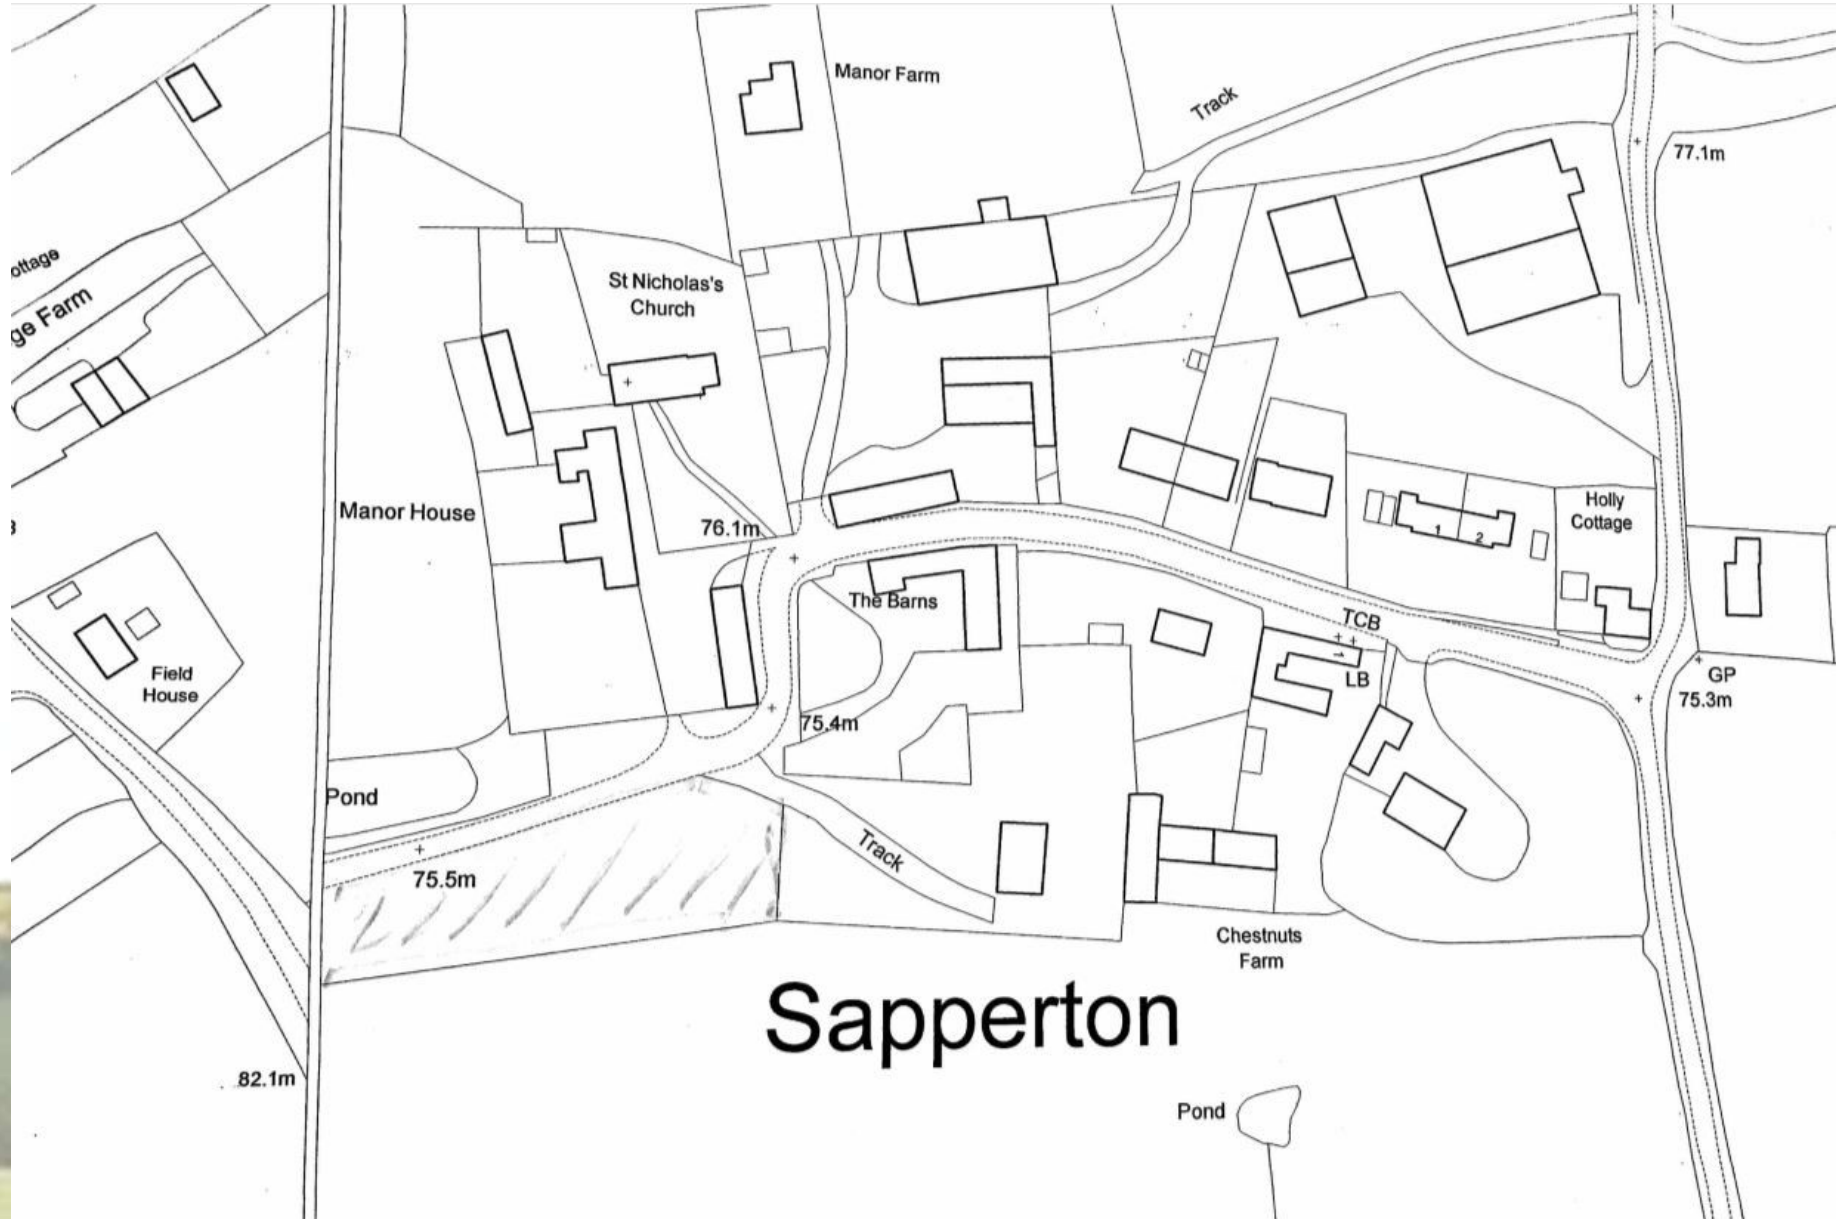 Manor Farm
Track
77.1m
ottage
ge Farm
St Nicholas's
Church
Manor House
76.1m
Holly
Cottage
1
2
The Barns
TCB
LB
GP
75.3m
Field
House
75.4m
Pond
75.5m
Track
Chestnuts
Farm
Sapperton
82.1m
Pond